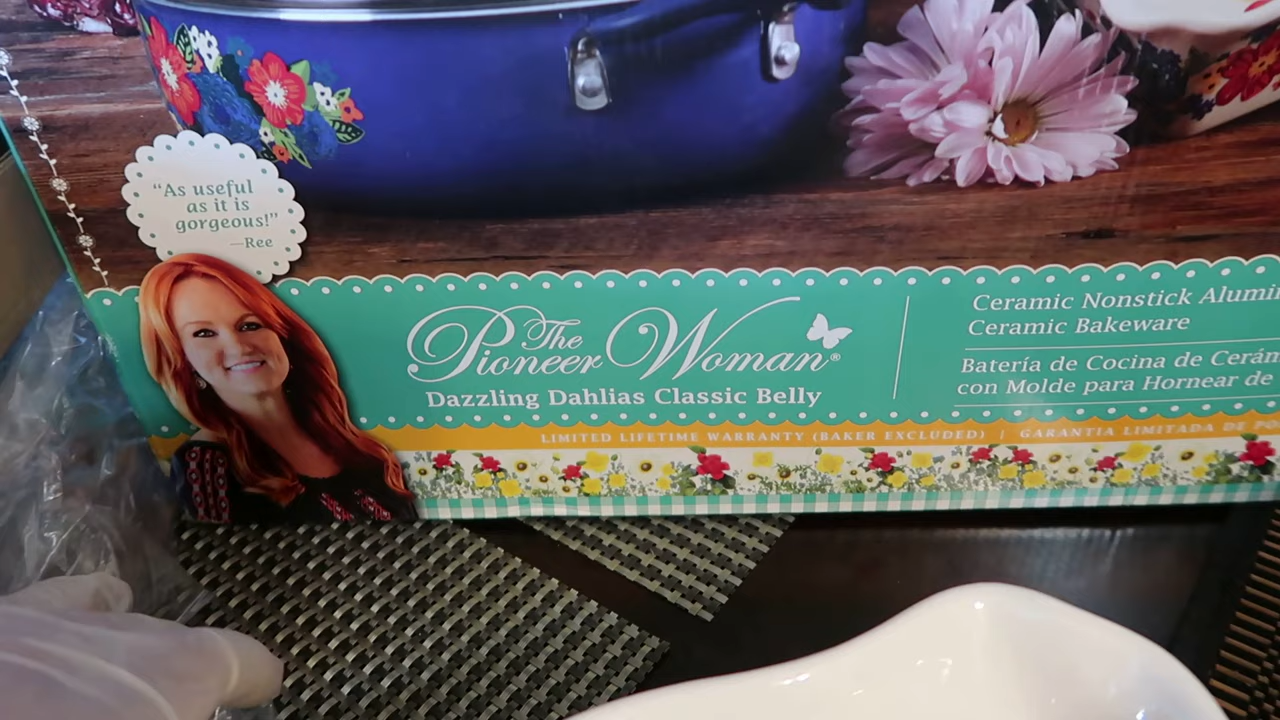 “As useful
as it is
gorgeous!”
—Ree
The
Pioneer Woman®
Dazzling Dahlias Classic Belly
Ceramic Nonstick
Ceramic Bakeware
Batería de Cocina de
con Molde para Hornear de
LIMITED LIFETIME WARRANTY (BAKER EXCLUDED) | GARANTIA LIMITADA DE